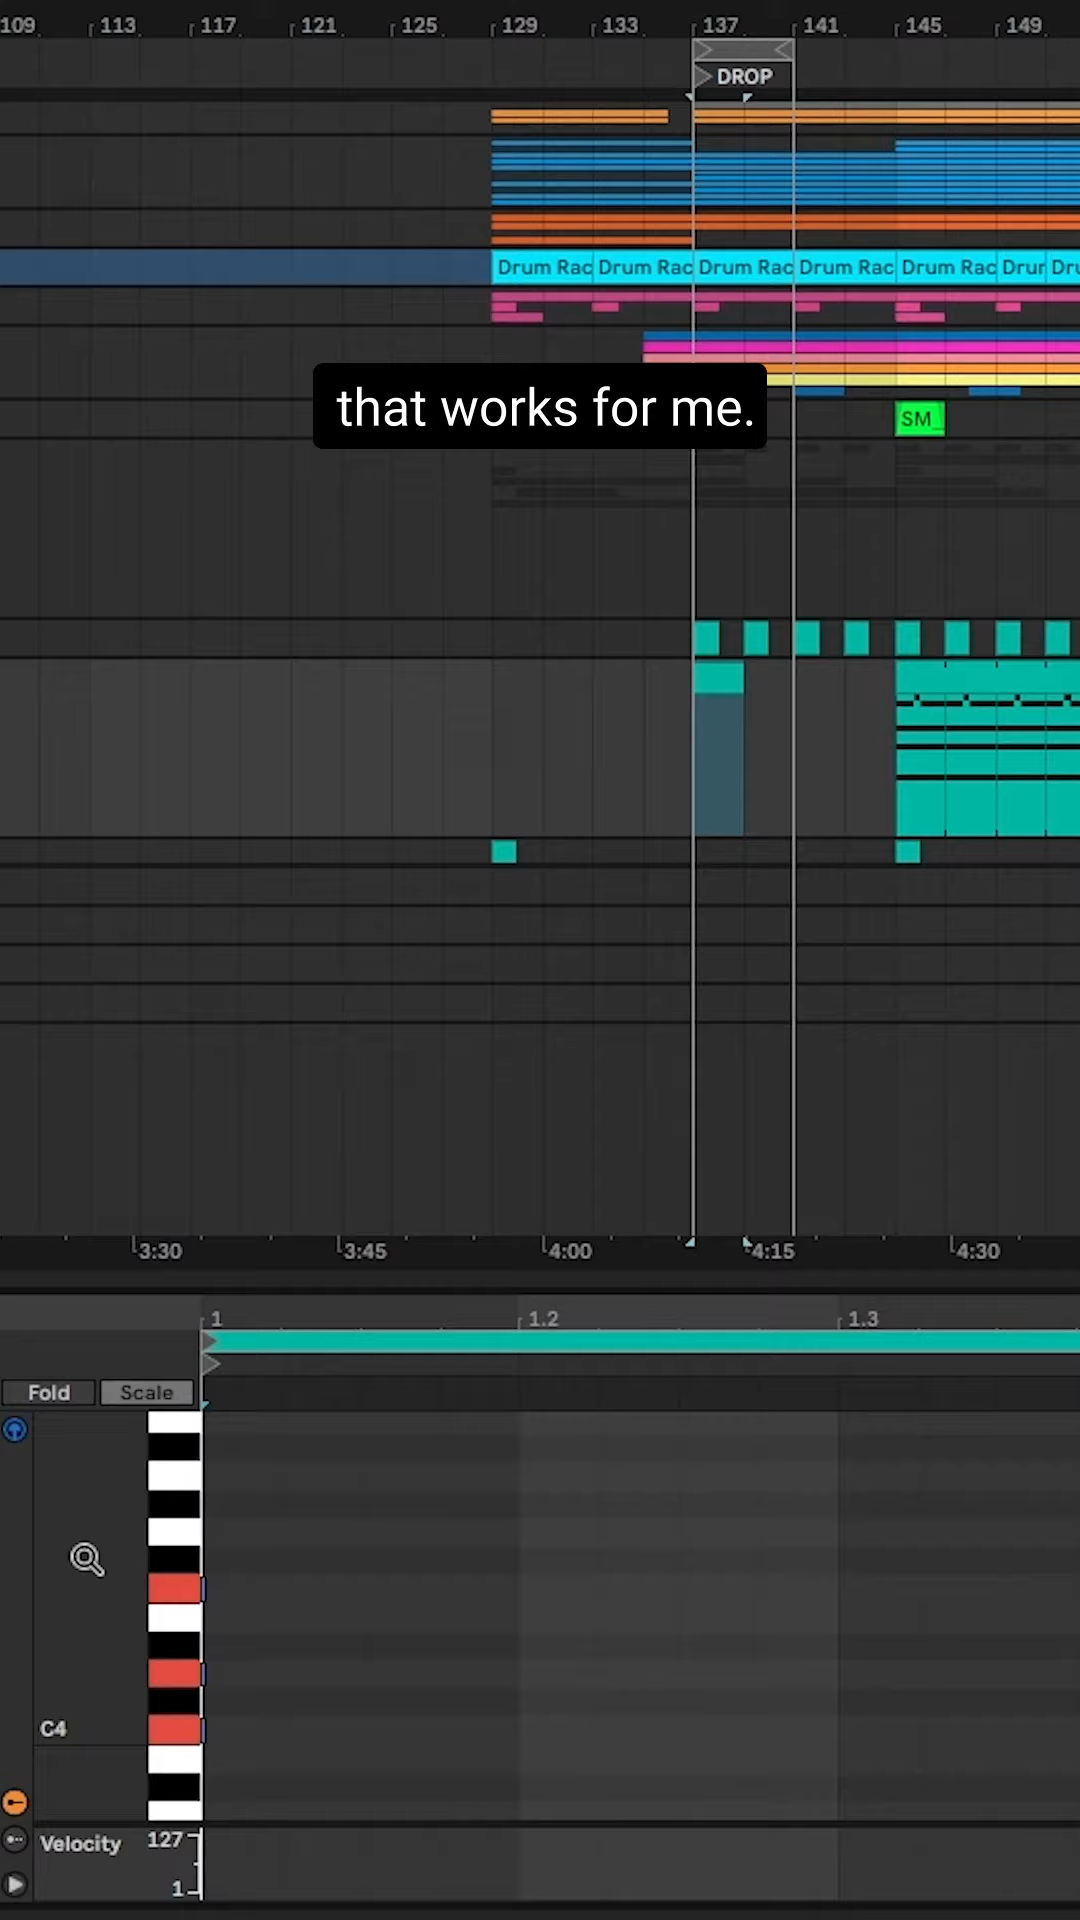 109 113 117 121 125 129 133 137 141 145 149
DROP
Drum Rac Drum Rac Drum Rac Drum Rac Drum Rac Drur Dru
that works for me.
SM_
3:30 3:45 4:00 4:15 4:30
1 1.2 1.3
Fold Scale
C4
Velocity 127
1